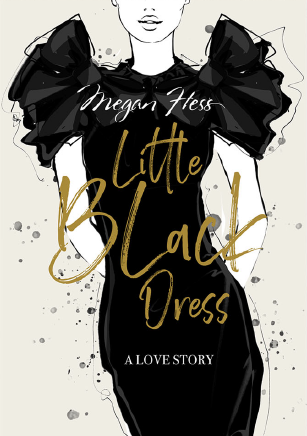 Megan Hess
Little
Black
Dress
A LOVE STORY